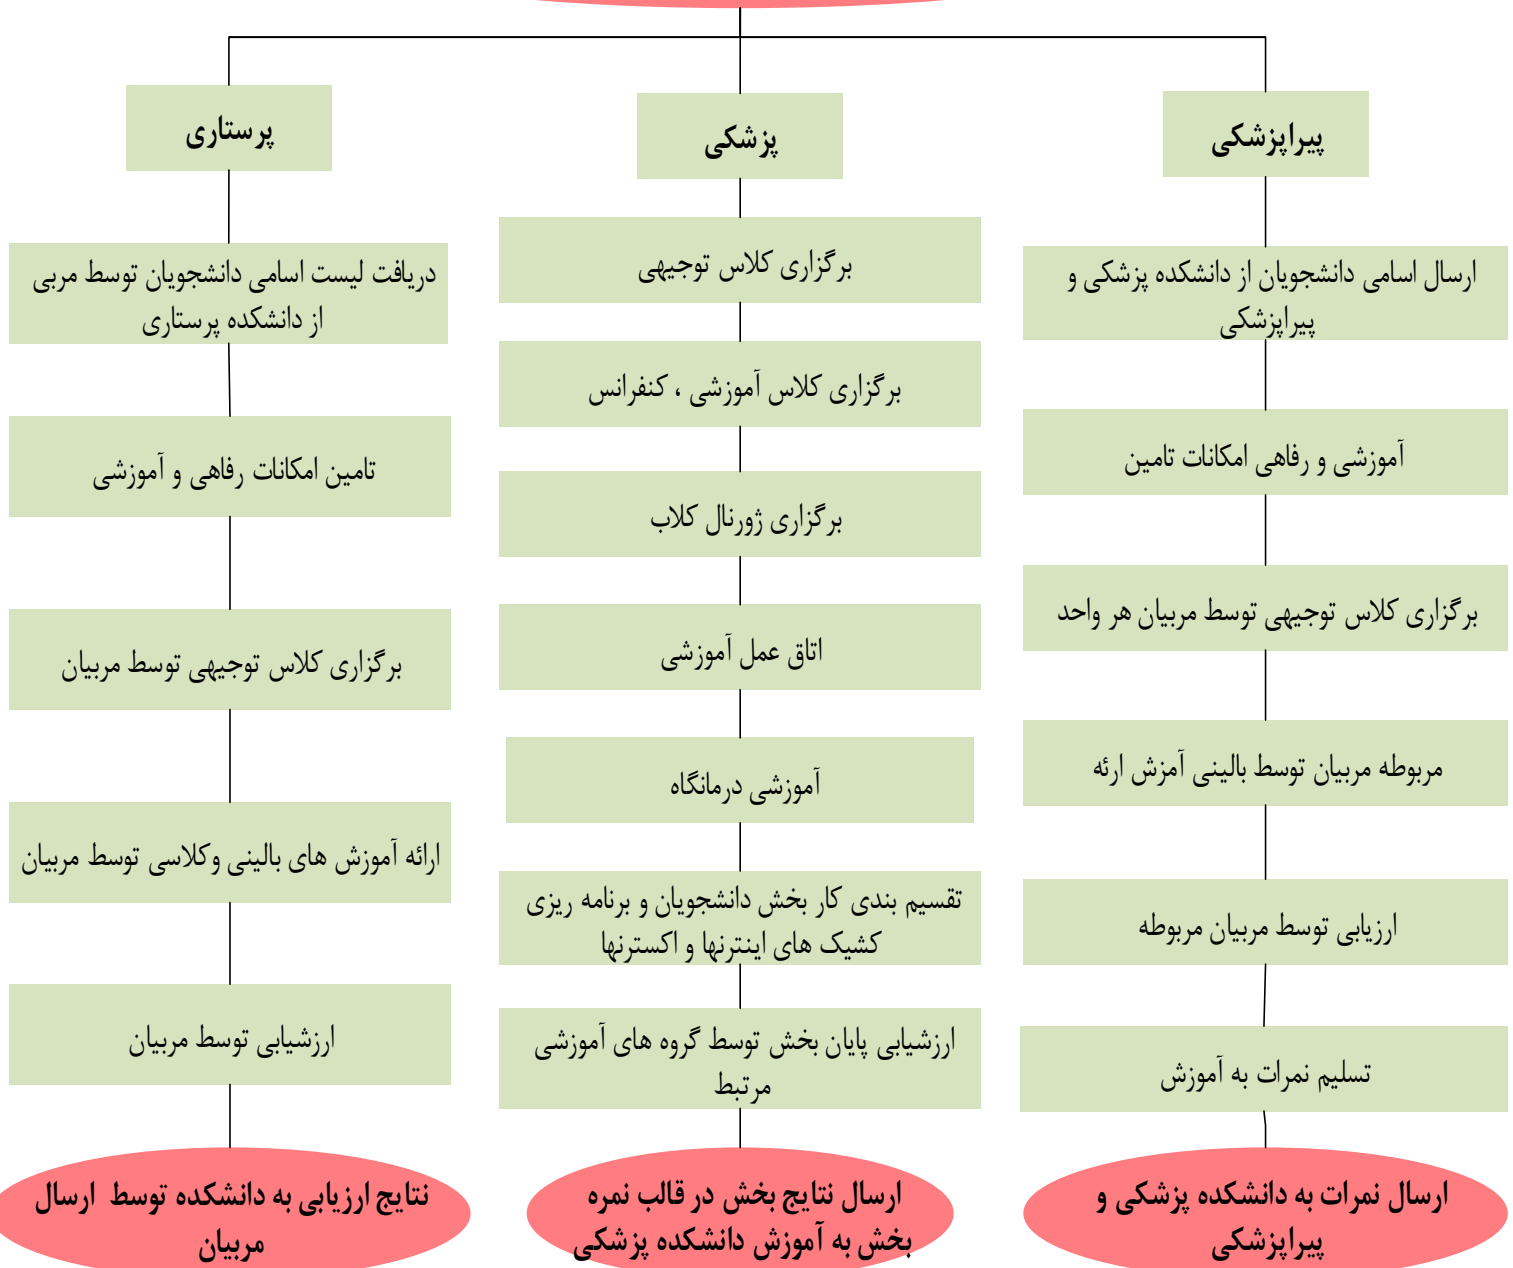 پیراپزشکی
ارسال اسامی دانشجویان از دانشکده پزشکی و
پیراپزشکی
آموزشی و رفاهی امکانات تامین
برگزاری کلاس توجیهی توسط مربیان هر واحد
مربوطه مربیان توسط بالینی آمزش ارئه
ارزیابی توسط مربیان مربوطه
تسلیم نمرات به آموزش
ارسال نمرات به دانشکده پزشکی و
پیراپزشکی
پزشکی
برگزاری کلاس توجیهی
برگزاری کلاس آموزشی ، کنفرانس
برگزاری ژورنال کلاب
اتاق عمل آموزشی
آموزشی درمانگاه
تقسیم بندی کار بخش دانشجویان و برنامه ریزی
کشیک های اینترنها و اکسترنها
ارزشیابی پایان بخش توسط گروه های آموزشی
مرتبط
ارسال نتایج بخش در قالب نمره
بخش به آموزش دانشکده پزشکی
پرستاری
دریافت لیست اسامی دانشجویان توسط مربی
از دانشکده پرستاری
تامین امکانات رفاهی و آموزشی
برگزاری کلاس توجیهی توسط مربیان
ارائه آموزش های بالینی وکلاسی توسط مربیان
ارزشیابی توسط مربیان
نتایج ارزیابی به دانشکده توسط  ارسال
مربیان